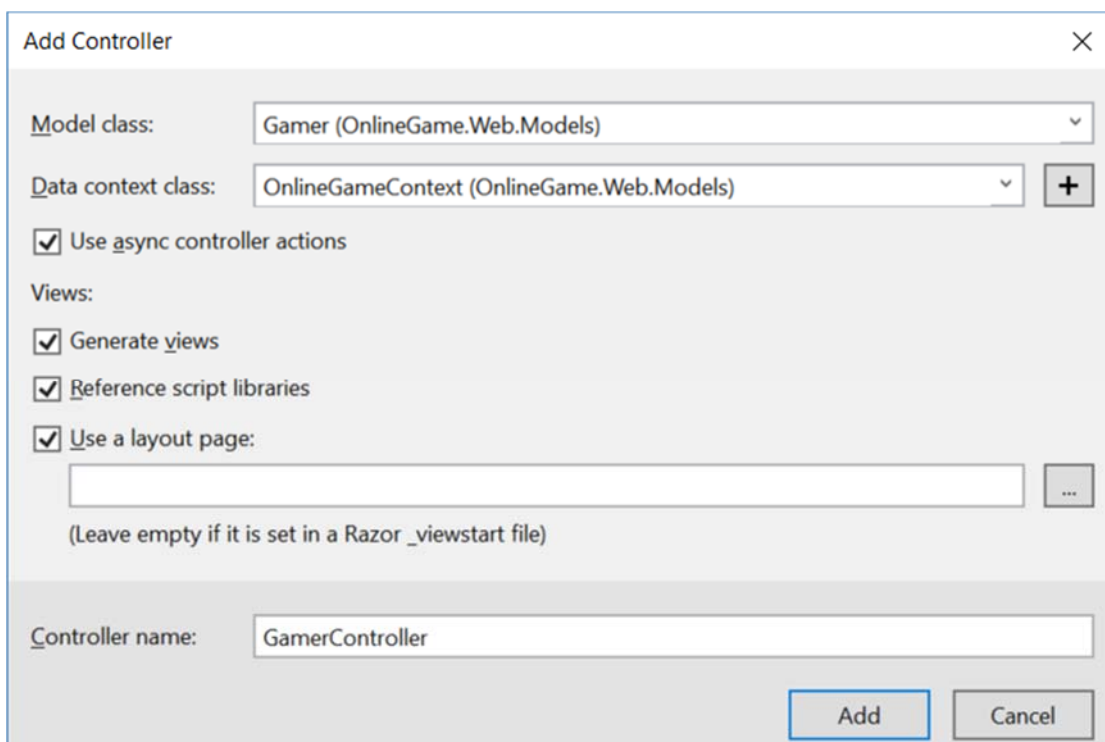 Add Controller
Model class: Gamer (OnlineGame.Web.Models)
Data context class: OnlineGameContext (OnlineGame.Web.Models) +
Use async controller actions
Views:
Generate views
Reference script libraries
Use a layout page:
...
(Leave empty if it is set in a Razor _viewstart file)
Controller name: GamerController
Add Cancel